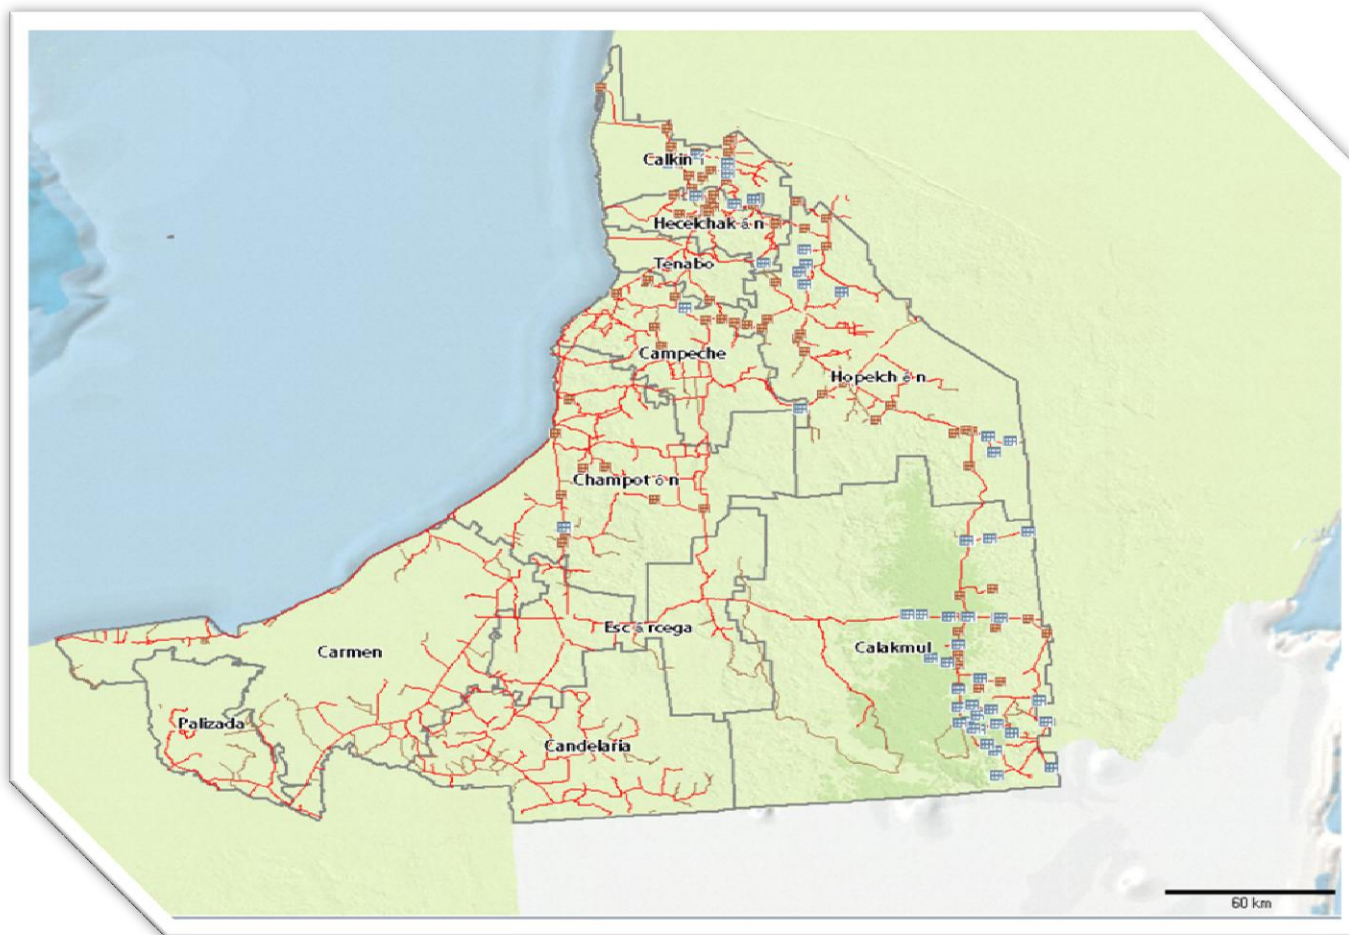 Calkiní
Hecelchakán
Tenabo
Campeche
Hopelchén
Champotón
Escárcega
Carmen
Calakmul
Palizada
Candelaria
60 km